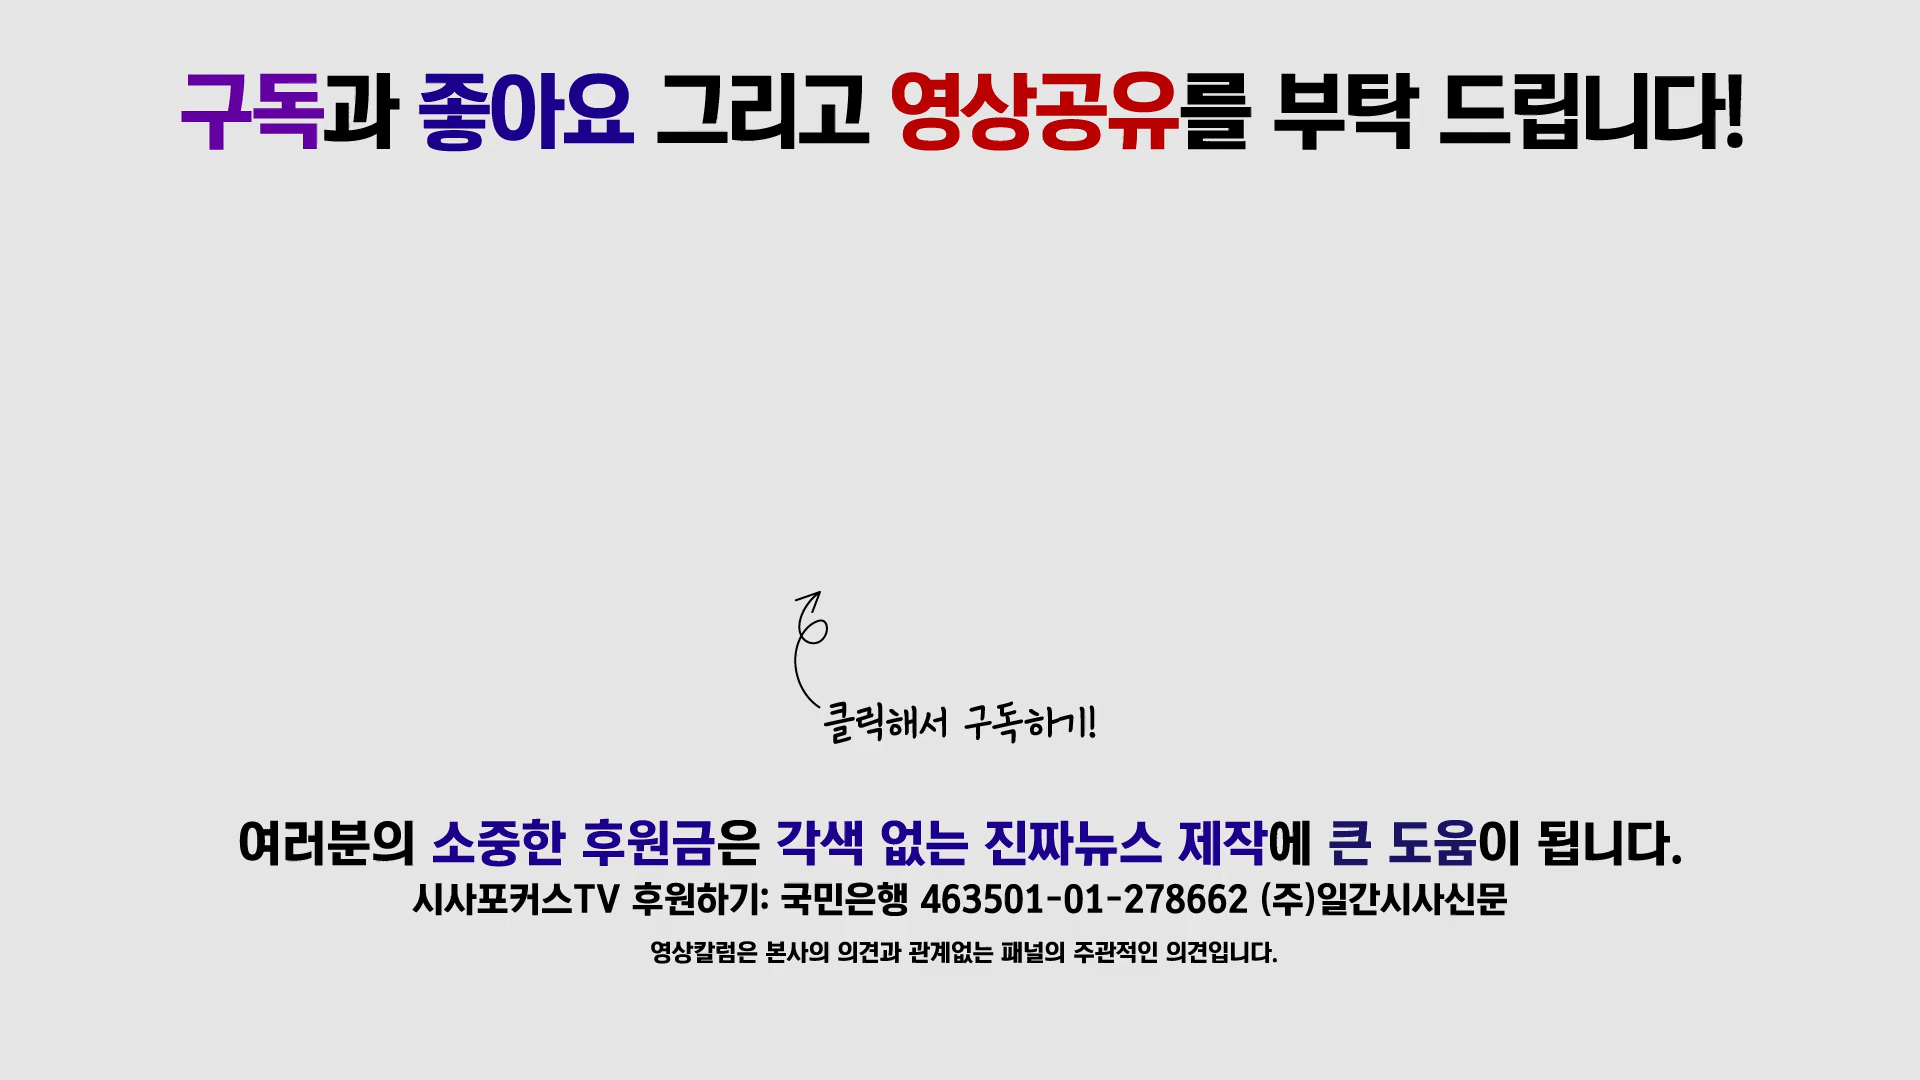 구독과 좋아요 그리고 영상공유를 부탁 드립니다!
클릭해서 구독하기!
여러분의 소중한 후원금은 각색 없는 진짜뉴스 제작에 큰 도움이 됩니다.
시사포커스TV 후원하기: 국민은행 463501-01-278662 (주)일간시사신문
영상칼럼은 본사의 의견과 관계없는 패널의 주관적인 의견입니다.